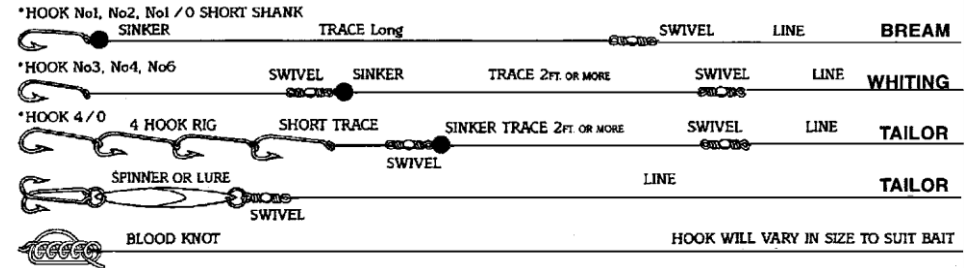 *HOOK No1, No2, No1/0 SHORT SHANK
SINKER TRACE Long SWIVEL LINE BREAM
*HOOK No3, No4, No6
SWIVEL SINKER TRACE 2FT. OR MORE SWIVEL LINE WHITING
*HOOK 4/0
4 HOOK RIG SHORT TRACE SINKER TRACE 2FT. OR MORE SWIVEL LINE TAILOR
SWIVEL
SPINNER OR LURE LINE TAILOR
SWIVEL
BLOOD KNOT HOOK WILL VARY IN SIZE TO SUIT BAIT